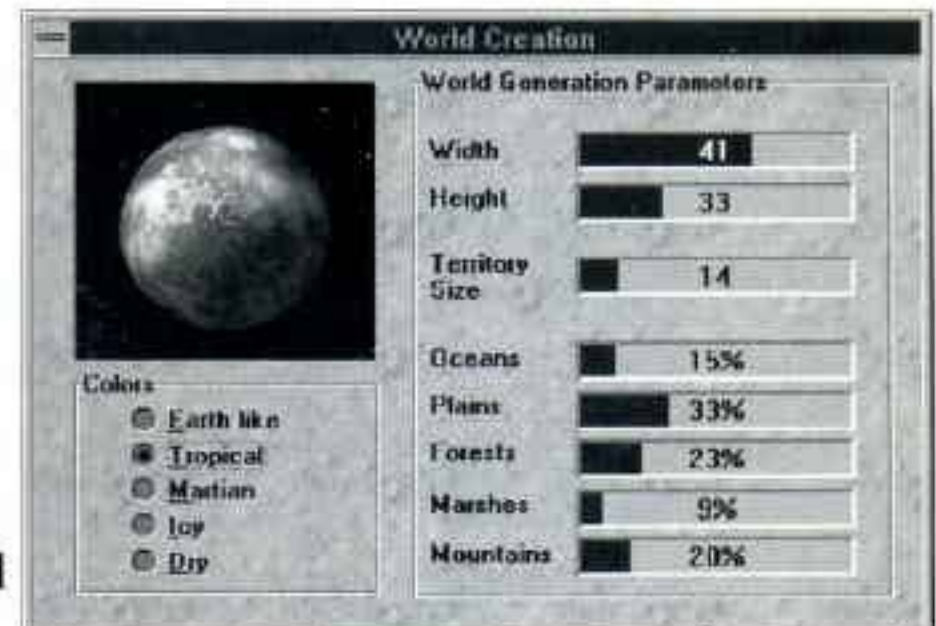 World Creation
World Generation Parameters
Width 41
Height 33
Territory
Size 14
Oceans 15%
Plains 33%
Forests 23%
Marshes 9%
Mountains 20%
Colors
Earth like
Tropical
Martian
Icy
Dry